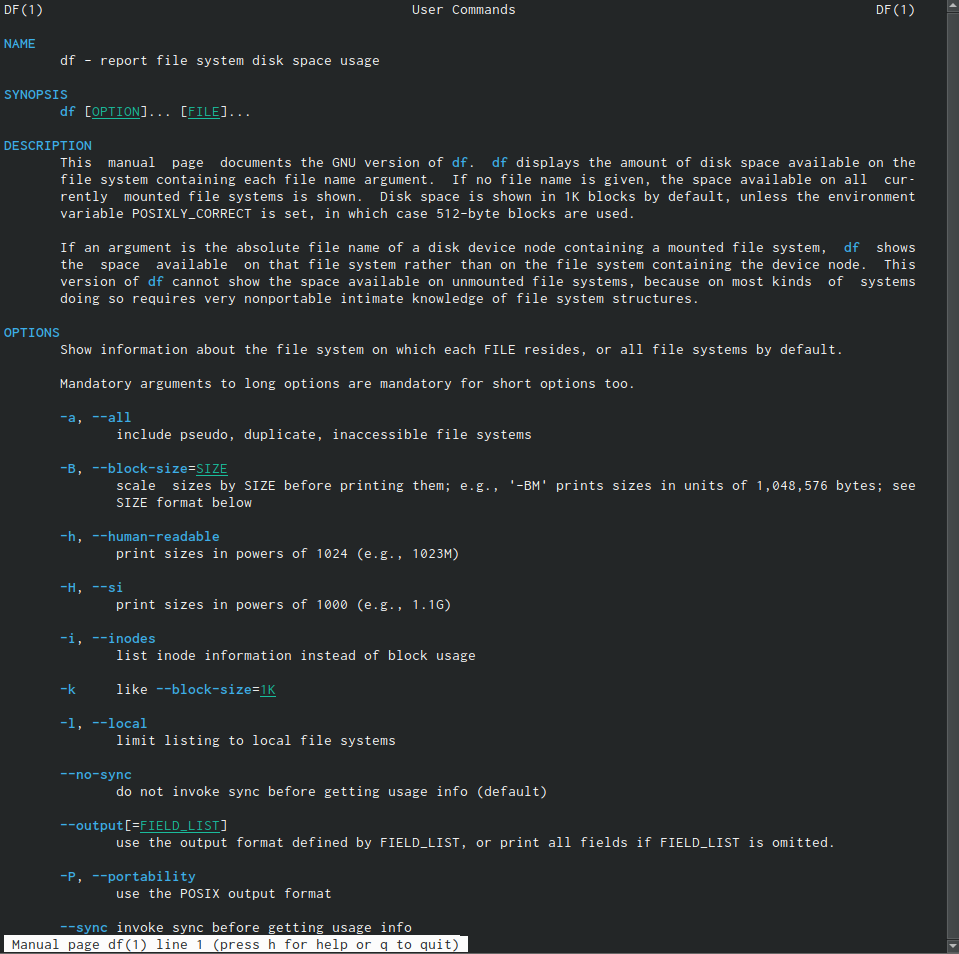 DF(1) User Commands DF(1)
NAME
df - report file system disk space usage
SYNOPSIS
df [OPTION]... [FILE]...
DESCRIPTION
This manual page documents the GNU version of df. df displays the amount of disk space available on the
file system containing each file name argument. If no file name is given, the space available on all cur-
rently mounted file systems is shown. Disk space is shown in 1K blocks by default, unless the environment
variable POSIXLY_CORRECT is set, in which case 512-byte blocks are used.
If an argument is the absolute file name of a disk device node containing a mounted file system, df shows
the space available on that file system rather than on the file system containing the device node. This
version of df cannot show the space available on unmounted file systems, because on most kinds of systems
doing so requires very nonportable intimate knowledge of file system structures.
OPTIONS
Show information about the file system on which each FILE resides, or all file systems by default.
Mandatory arguments to long options are mandatory for short options too.
-a, --all
include pseudo, duplicate, inaccessible file systems
-B, --block-size=SIZE
scale sizes by SIZE before printing them; e.g., '-BM' prints sizes in units of 1,048,576 bytes; see
SIZE format below
-h, --human-readable
print sizes in powers of 1024 (e.g., 1023M)
-H, --si
print sizes in powers of 1000 (e.g., 1.1G)
-i, --inodes
list inode information instead of block usage
-k like --block-size=1K
-l, --local
limit listing to local file systems
--no-sync
do not invoke sync before getting usage info (default)
--output[=FIELD_LIST]
use the output format defined by FIELD_LIST, or print all fields if FIELD_LIST is omitted.
-P, --portability
use the POSIX output format
--sync invoke sync before getting usage info
Manual page df(1) line 1 (press h for help or q to quit)